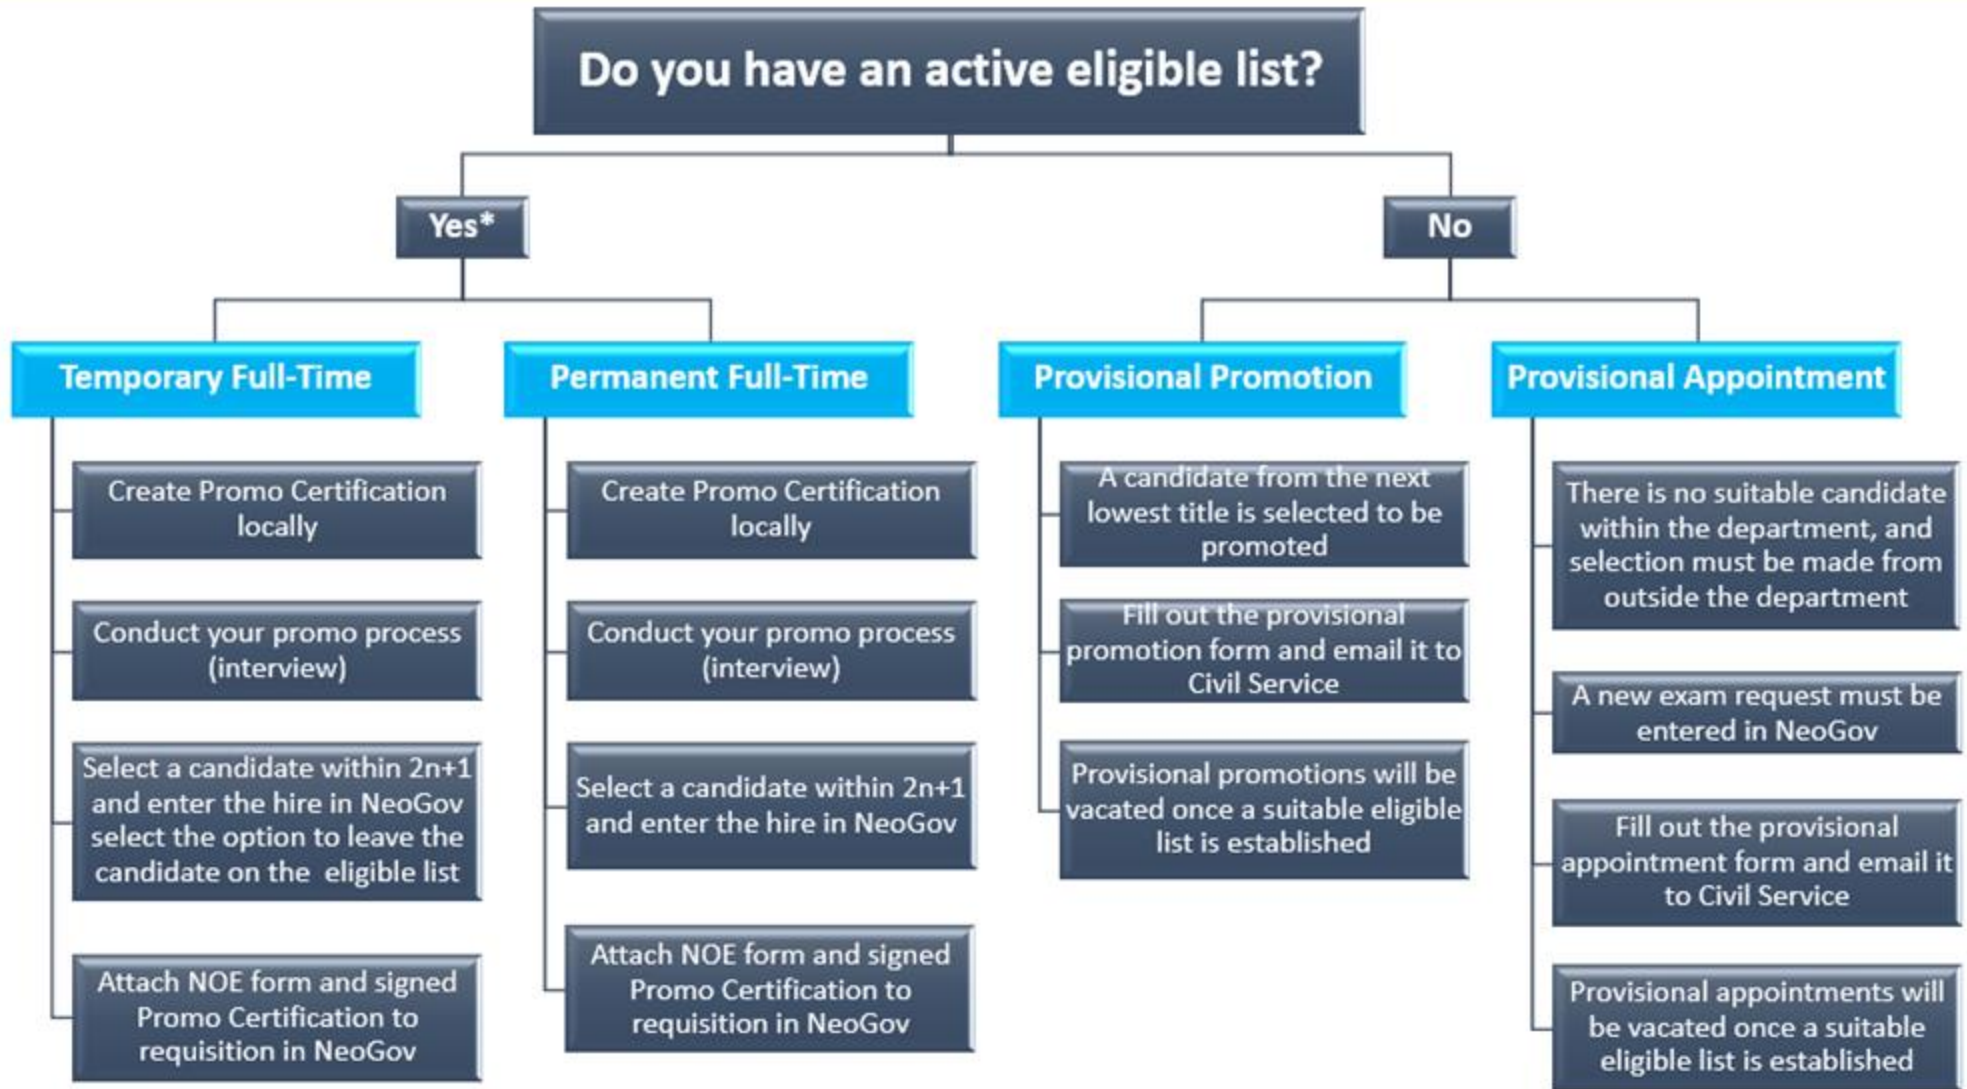 Do you have an active eligible list?
Yes*
No
Temporary Full-Time
Create Promo Certification
locally
Conduct your promo process
(interview)
Select a candidate within 2n+1
and enter the hire in NeoGov
select the option to leave the
candidate on the eligible list
Attach NOE form and signed
Promo Certification to
requisition in NeoGov
Permanent Full-Time
Create Promo Certification
locally
Conduct your promo process
(interview)
Select a candidate within 2n+1
and enter the hire in NeoGov
Attach NOE form and signed
Promo Certification to
requisition in NeoGov
Provisional Promotion
A candidate from the next
lowest title is selected to be
promoted
Fill out the provisional
promotion form and email it to
Civil Service
Provisional promotions will be
vacated once a suitable eligible
list is established
Provisional Appointment
There is no suitable candidate
within the department, and
selection must be made from
outside the department
A new exam request must be
entered in NeoGov
Fill out the provisional
appointment form and email it
to Civil Service
Provisional appointments will
be vacated once a suitable
eligible list is established